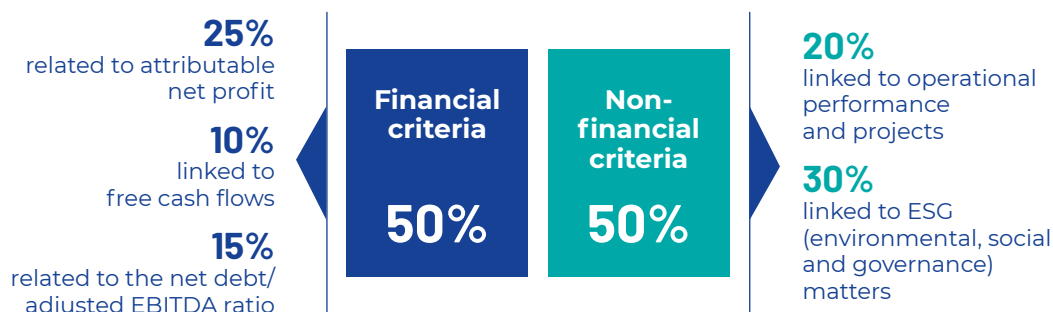 25%
related to attributable
net profit
10%
linked to
free cash flows
15%
related to the net debt/
adjusted EBITDA ratio
Financial
criteria
50%
Non-
financial
criteria
50%
20%
linked to operational
performance
and projects
30%
linked to ESG
(environmental, social
and governance)
matters